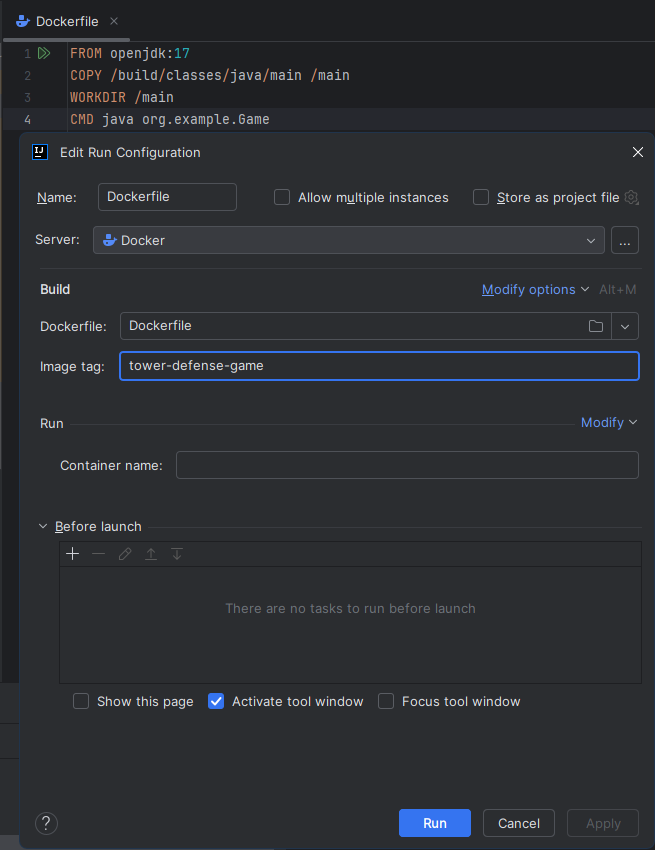 Dockerfile
1 FROM openjdk:17
2 COPY /build/classes/java/main /main
3 WORKDIR /main
4 CMD java org.example.Game
IJ Edit Run Configuration
Name: Dockerfile Allow multiple instances Store as project file
Server: Docker ...
Build Modify options Alt+M
Dockerfile: Dockerfile
Image tag: tower-defense-game
Run Modify
Container name:
Before launch
There are no tasks to run before launch
Show this page Activate tool window Focus tool window
? Run Cancel Apply